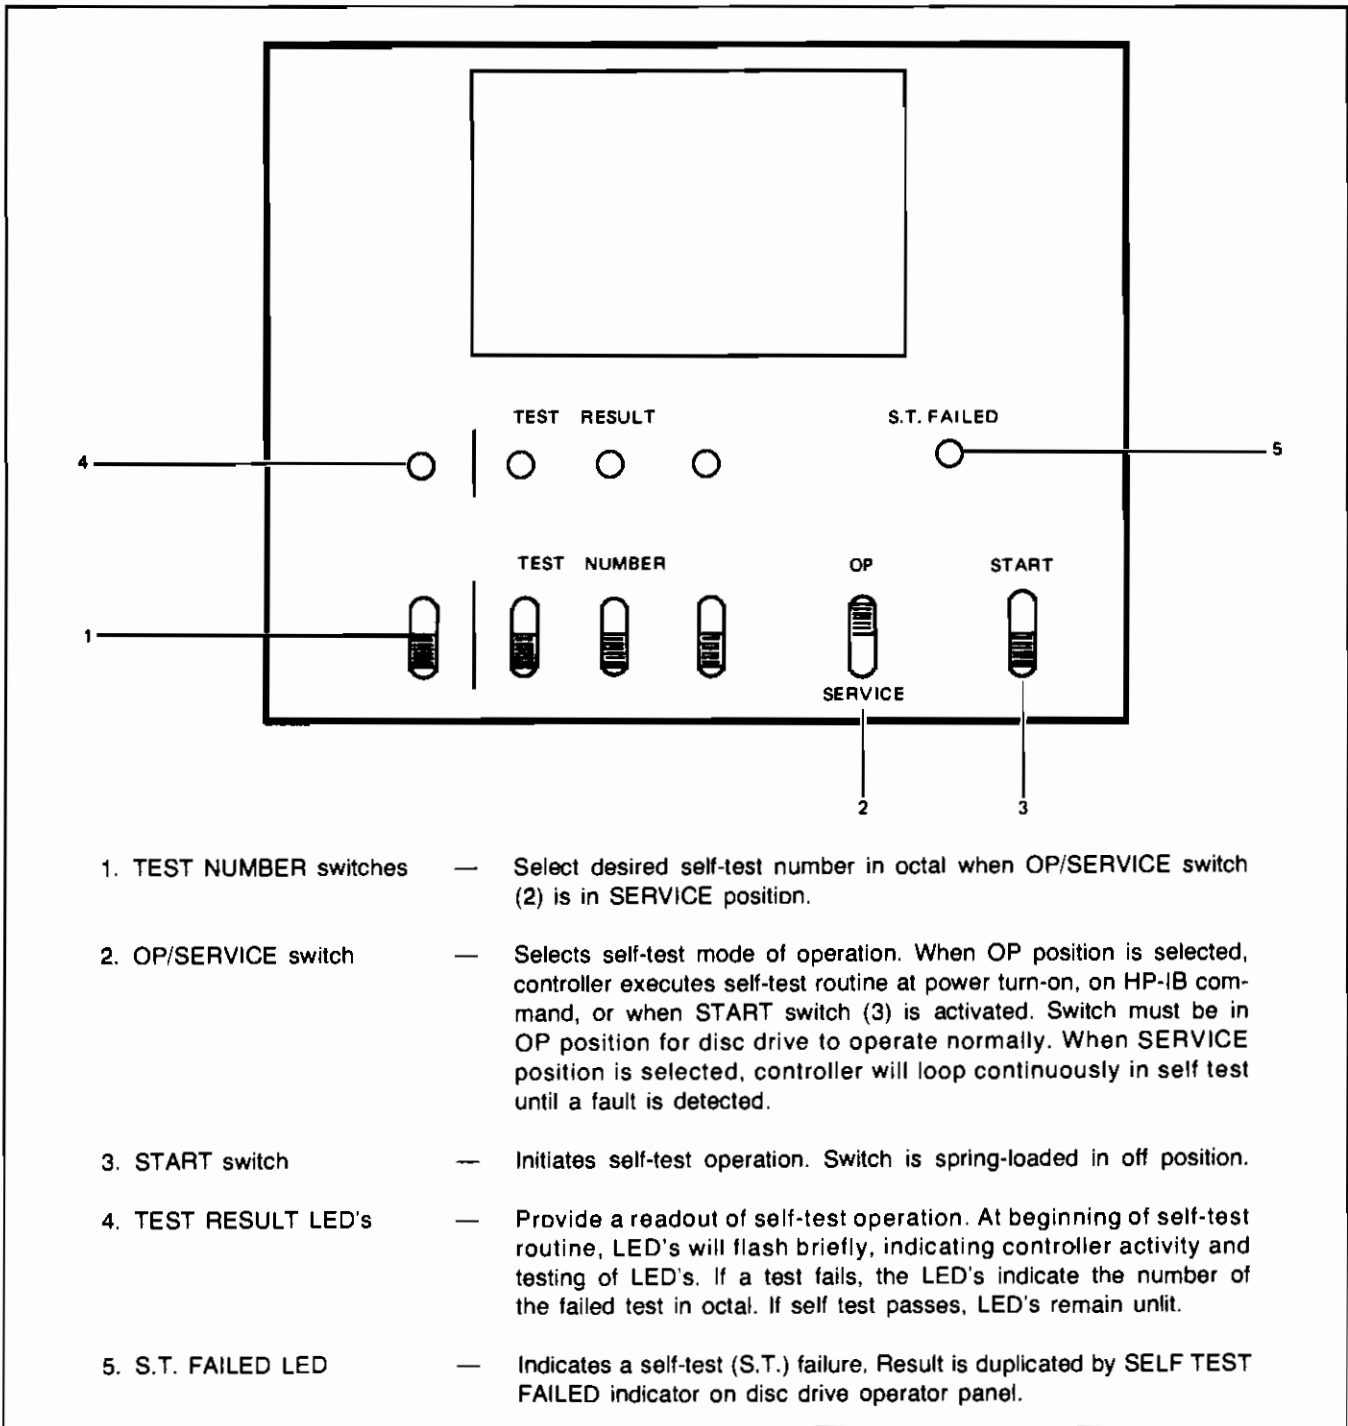 TEST RESULT
S.T. FAILED
4
5
TEST NUMBER
OP
START
1
SERVICE
2
3
1. TEST NUMBER switches — Select desired self-test number in octal when OP/SERVICE switch
(2) is in SERVICE position.
2. OP/SERVICE switch — Selects self-test mode of operation. When OP position is selected,
controller executes self-test routine at power turn-on, on HP-IB com-
mand, or when START switch (3) is activated. Switch must be in
OP position for disc drive to operate normally. When SERVICE
position is selected, controller will loop continuously in self test
until a fault is detected.
3. START switch — Initiates self-test operation. Switch is spring-loaded in off position.
4. TEST RESULT LED's — Provide a readout of self-test operation. At beginning of self-test
routine, LED's will flash briefly, indicating controller activity and
testing of LED's. If a test fails, the LED's indicate the number of
the failed test in octal. If self test passes, LED's remain unlit.
5. S.T. FAILED LED — Indicates a self-test (S.T.) failure, Result is duplicated by SELF TEST
FAILED indicator on disc drive operator panel.